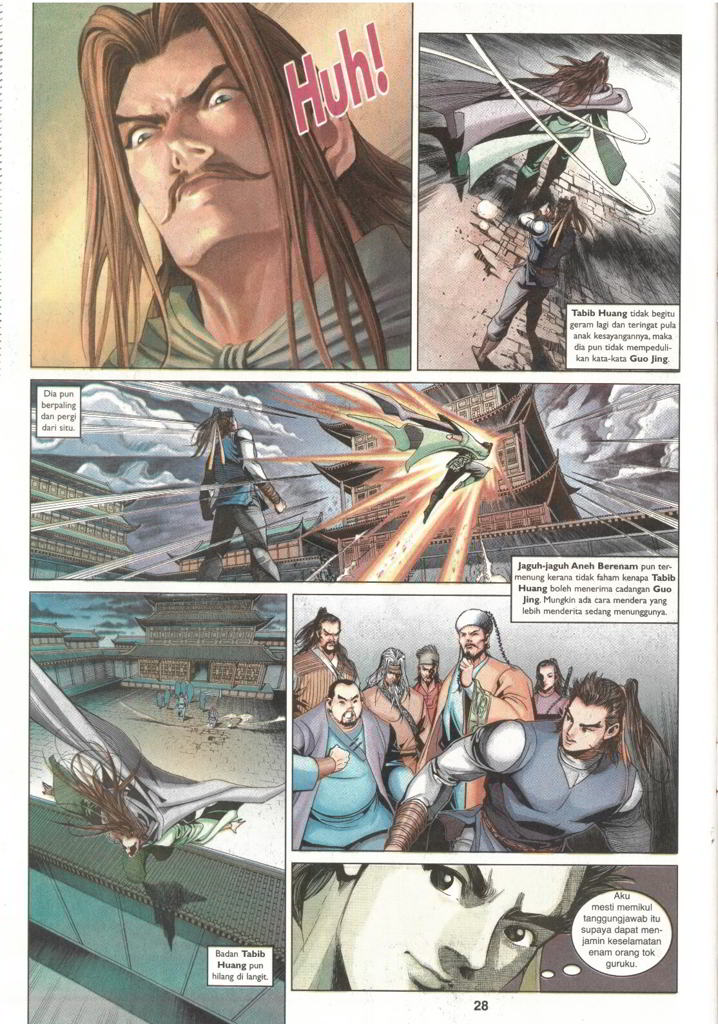 Huh!
Tabib Huang tidak begitu
geram lagi dan teringat pula
anak kesayangannya, maka
dia pun tidak mempeduli-
kan kata-kata Guo Jing.
Dia pun
berpaling
dan pergi
dari situ.
Jaguh-jaguh Aneh Berenam pun ter-
menung kerana tidak faham kenapa Tabib
Huang boleh menerima cadangan Guo
Jing. Mungkin ada cara mendera yang
lebih menderita sedang menunggunya.
Badan Tabib
Huang pun
hilang di langit.
Aku
mesti memikul
tanggungjawab itu
supaya dapat men-
jamin keselamatan
enam orang tok
guruku.
28